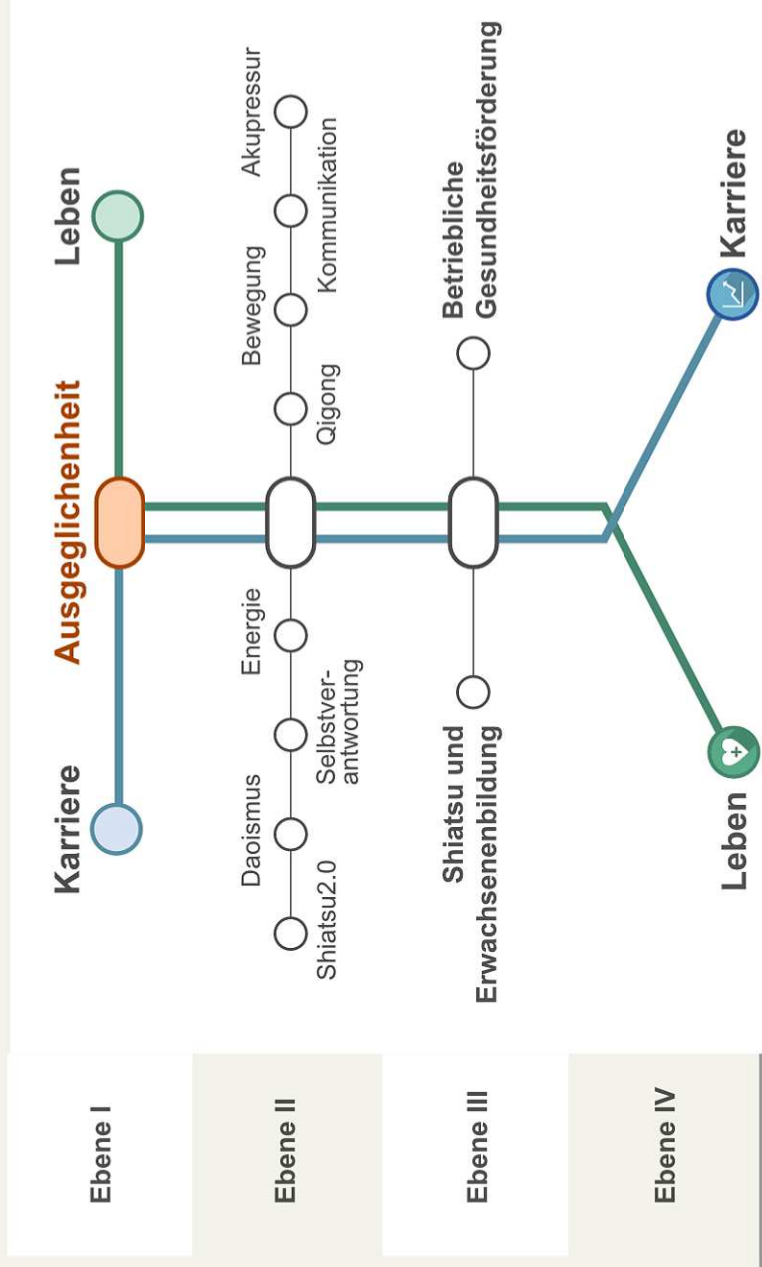 Ebene I
Karriere
Ausgeglichenheit
Leben
Ebene II
Daoismus
Energie
Bewegung
Akupressur
Shiatsu2.0
Selbstver-
antwortung
Qigong
Kommunikation
Ebene III
Shiatsu und
Erwachsenenbildung
Betriebliche
Gesundheitsförderung
Ebene IV
Leben
Karriere